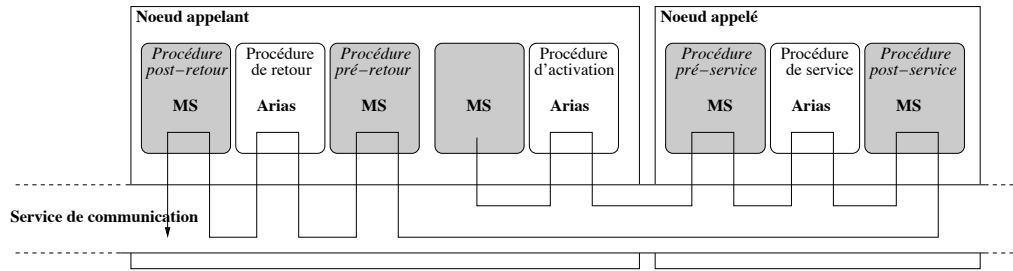 Noeud appelant
Noeud appelé
Procédure
post−retour
MS
Procédure
de retour
Arias
Procédure
pré−retour
MS
MS
Procédure
d'activation
Arias
Procédure
pré−service
MS
Procédure
de service
Arias
Procédure
post−service
MS
Service de communication